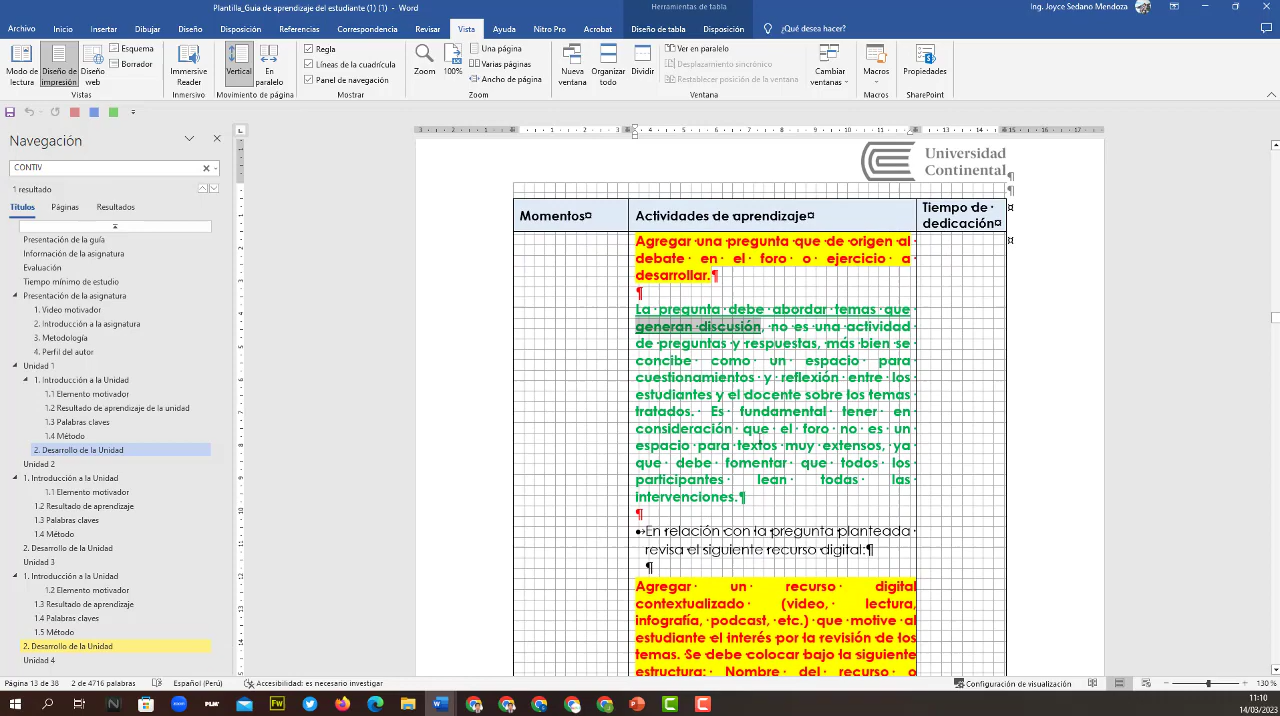 Plantilla_Guia de aprendizaje del estudiante (1) (1) - Word
Herramientas de tabla
Ing. Joyce Sedano Mendoza
Archivo Inicio Insertar Dibujar Diseño Disposición Referencias Correspondencia Revisar Vista Ayuda Nitro Pro Acrobat Diseño de tabla Disposición ¿Qué desea hacer?
Modo de lectura
Diseño de impresión
Diseño web
Esquema
Borrador
Vistas
Immersive Reader
Inmersivo
Vertical
En paralelo
Movimiento de página
Regla
Líneas de la cuadrícula
Panel de navegación
Mostrar
Zoom
100%
Una página
Varias páginas
Ancho de página
Zoom
Nueva ventana
Organizar todo
Dividir
Ver en paralelo
Desplazamiento sincrónico
Restablecer posición de la ventana
Ventana
Cambiar ventanas
Macros
Macros
Propiedades
SharePoint
Navegación
CONTIV
1 resultado
Títulos Páginas Resultados
Presentación de la guía
Información de la asignatura
Evaluación
Tiempo mínimo de estudio
Presentación de la asignatura
1: Video motivador
2: Introducción a la asignatura
3. Metodología
4. Perfil del autor
Unidad 1
1. Introducción a la Unidad
1.1 Elemento motivador
1.2 Resultado de aprendizaje de la unidad
1.3 Palabras claves
1.4 Método
2. Desarrollo de la Unidad
Unidad 2
1. Introducción a la Unidad
1.1 Elemento motivador
1.2 Resultado de aprendizaje
1.3 Palabras claves
1.4 Método
2. Desarrollo de la Unidad
Unidad 3
1. Introducción a la Unidad
1.2 Elemento motivador
1.3 Resultado de aprendizaje
1.4 Palabras claves
1.5 Método
2. Desarrollo de la Unidad
Unidad 4
Universidad
Continental¶
¶
Momentos¤ Actividades de aprendizaje¤ Tiempo de dedicación¤ ¤
Agregar una pregunta que de origen al
debate en el foro o ejercicio a
desarrollar.¶
¶
La pregunta debe abordar temas que
generan discusión, no es una actividad
de preguntas y respuestas, más bien se
concibe como un espacio para
cuestionamientos y reflexión entre los
estudiantes y el docente sobre los temas
tratados. Es fundamental tener en
consideración que el foro no es un
espacio para textos muy extensos, ya
que debe fomentar que todos los
participantes lean todas las
intervenciones.¶
¶
En relación con la pregunta planteada
revisa el siguiente recurso digital:¶
¶
Agregar un recurso digital
contextualizado (video, lectura,
infografía, podcast, etc.) que motive al
estudiante el interés por la revisión de los
temas. Se debe colocar bajo la siguiente
estructura: Nombre del recurso o
Página 13 de 38 2 de 4716 palabras Español (Perú) Accesibilidad: es necesario investigar
Configuración de visualización 130 %
11:10
14/03/2023